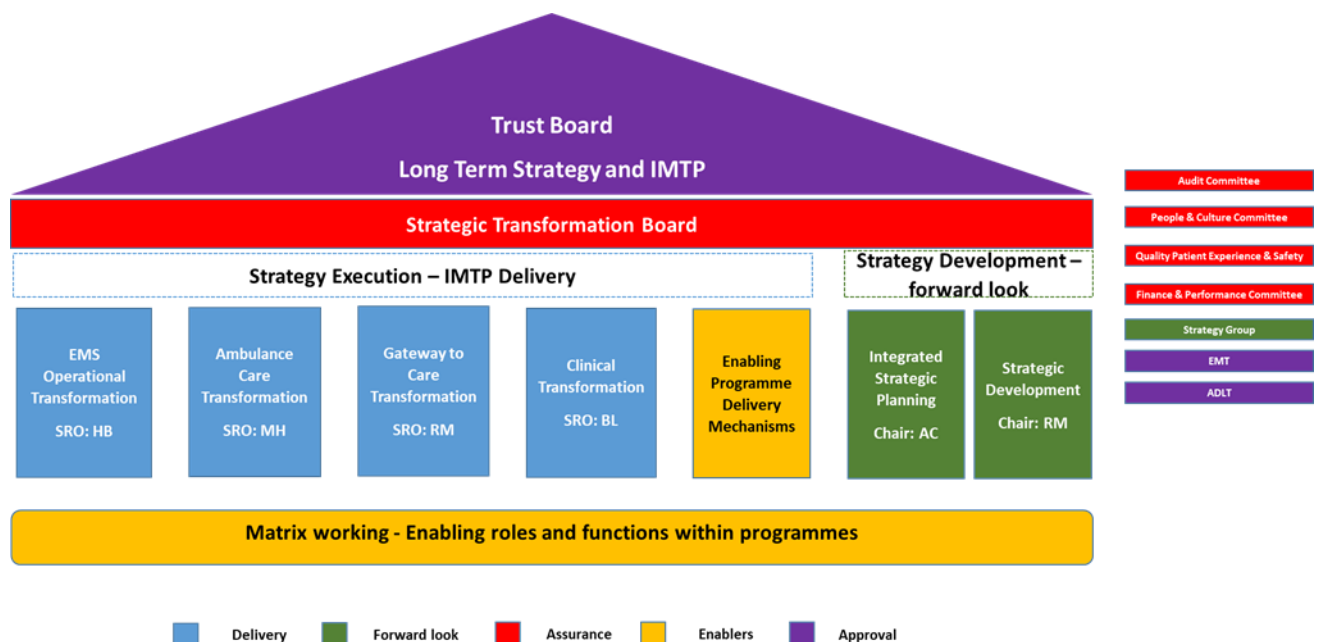 Trust Board
Long Term Strategy and IMTP
Strategic Transformation Board
Strategy Execution – IMTP Delivery
Strategy Development –
forward look
EMS
Operational
Transformation
SRO: HB
Ambulance
Care
Transformation
SRO: MH
Gateway to
Care
Transformation
SRO: RM
Clinical
Transformation
SRO: BL
Enabling
Programme
Delivery
Mechanisms
Integrated
Strategic
Planning
Chair: AC
Strategic
Development
Chair: RM
Matrix working - Enabling roles and functions within programmes
Audit Committee
People & Culture Committee
Quality Patient Experience & Safety
Finance & Performance Committee
Strategy Group
EMT
ADLT
Delivery
Forward look
Assurance
Enablers
Approval